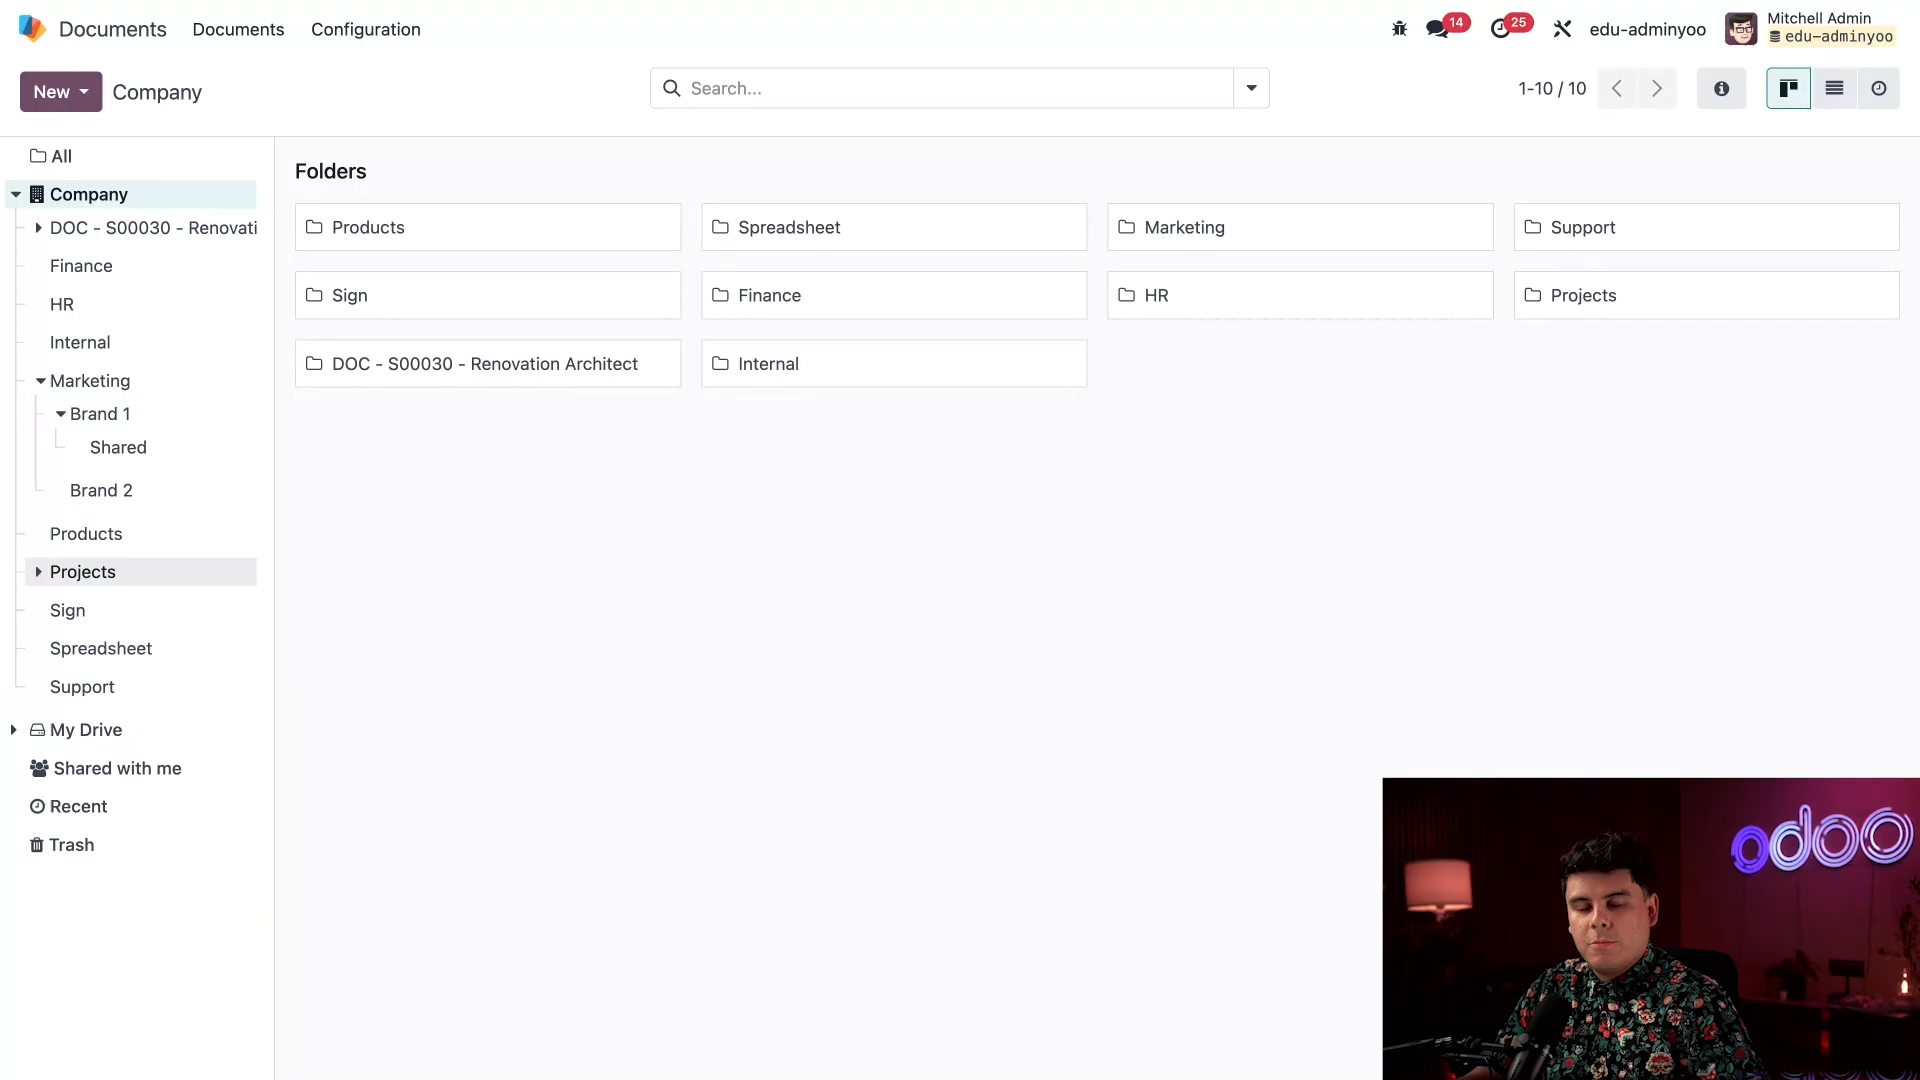 Documents
Documents
Configuration
14
25
edu-adminyoo
Mitchell Admin
edu-adminyoo
New
Company
Search...
1-10 / 10
All
Company
DOC - S00030 - Renovati
Finance
HR
Internal
Marketing
Brand 1
Shared
Brand 2
Products
Projects
Sign
Spreadsheet
Support
My Drive
Shared with me
Recent
Trash
Folders
Products
Spreadsheet
Marketing
Support
Sign
Finance
HR
Projects
DOC - S00030 - Renovation Architect
Internal
odoo